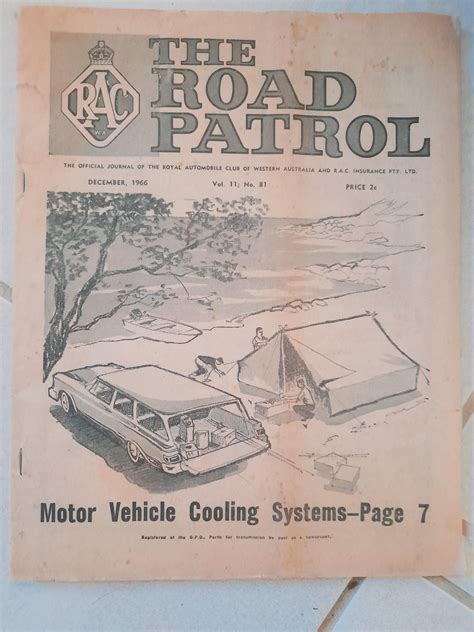 THE
ROAD
PATROL
RAC
W.A.
THE OFFICIAL JOURNAL OF THE ROYAL AUTOMOBILE CLUB OF WESTERN AUSTRALIA AND R.A.C. INSURANCE PTY. LTD.
DECEMBER, 1966 Vol. 11; No. 81 PRICE 2c
Motor Vehicle Cooling Systems—Page 7
Registered at the G.P.O., Perth for transmission by post as a newspaper.